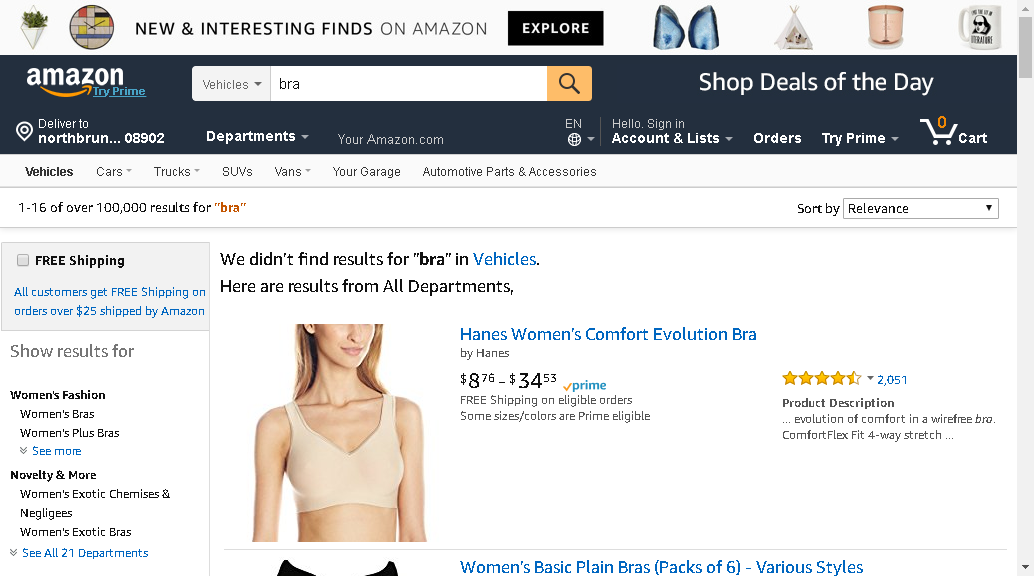 NEW & INTERESTING FINDS ON AMAZON EXPLORE
amazon
Try Prime
Vehicles bra
Shop Deals of the Day
Deliver to
northbrun... 08902
Departments
Your Amazon.com
EN
Hello. Sign in
Account & Lists
Orders
Try Prime
0
Cart
Vehicles Cars Trucks SUVs Vans Your Garage Automotive Parts & Accessories
1-16 of over 100,000 results for "bra"
Sort by Relevance
FREE Shipping
All customers get FREE Shipping on
orders over $25 shipped by Amazon
Show results for
Women's Fashion
Women's Bras
Women's Plus Bras
See more
Novelty & More
Women's Exotic Chemises &
Negligees
Women's Exotic Bras
See All 21 Departments
We didn't find results for "bra" in Vehicles.
Here are results from All Departments,
Hanes Women's Comfort Evolution Bra
by Hanes
$8 76 - $34 53 prime
FREE Shipping on eligible orders
Some sizes/colors are Prime eligible
2,051
Product Description
... evolution of comfort in a wirefree bra.
ComfortFlex Fit 4-way stretch ...
Women's Basic Plain Bras (Packs of 6) - Various Styles